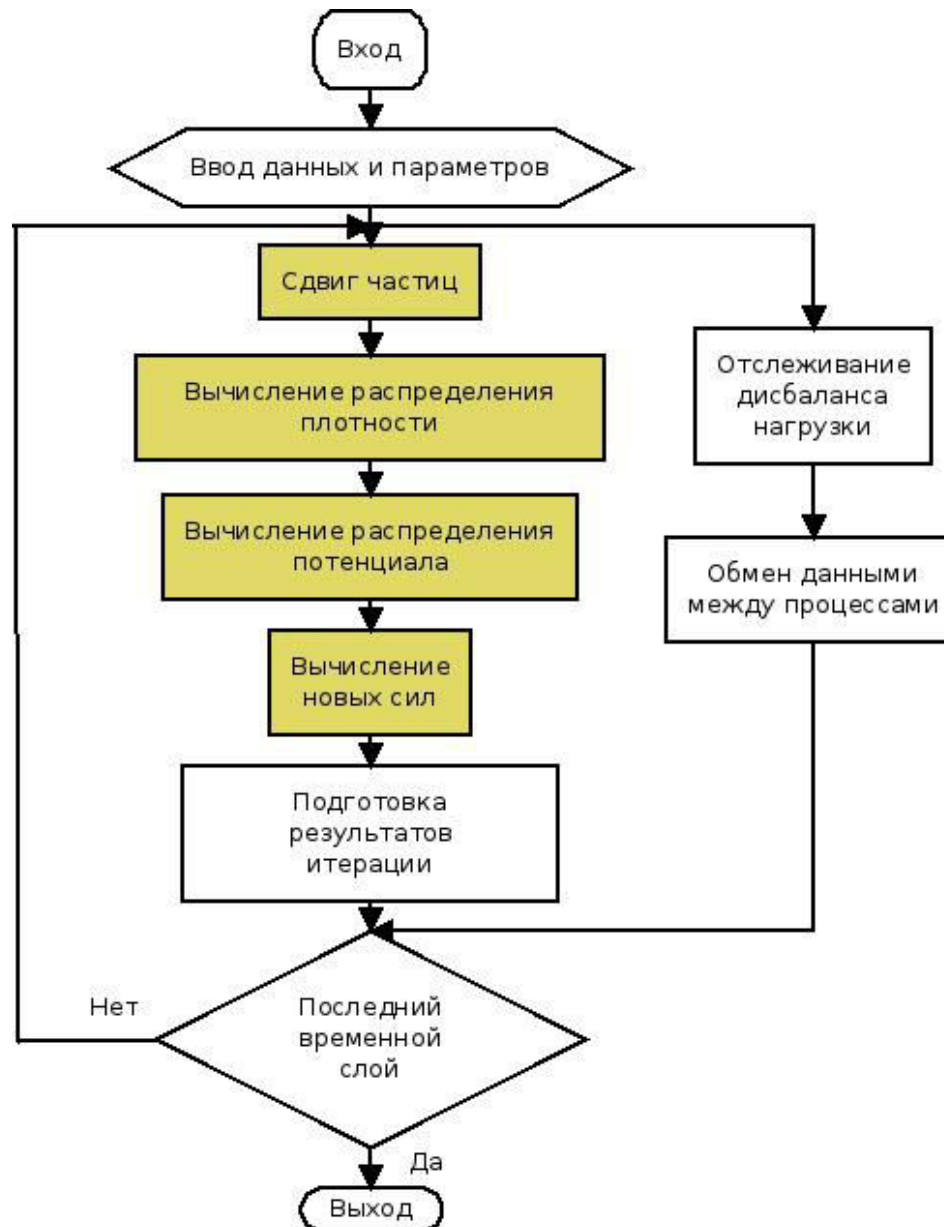 Вход
Ввод данных и параметров
Сдвиг частиц
Вычисление распределения
плотности
Вычисление распределения
потенциала
Вычисление
новых сил
Подготовка
результатов
итерации
Отслеживание
дисбаланса
нагрузки
Обмен данными
между процессами
Последний
временной
слой
Нет
Да
Выход